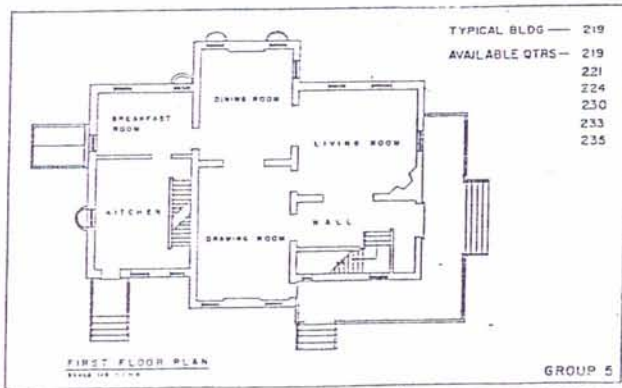 TYPICAL BLDG — 219
AVAILABLE QTRS — 219
221
224
230
233
235
DINING ROOM
BREAKFAST
ROOM
LIVING ROOM
KITCHEN
HALL
DRAWING ROOM
FIRST FLOOR PLAN
GROUP 5